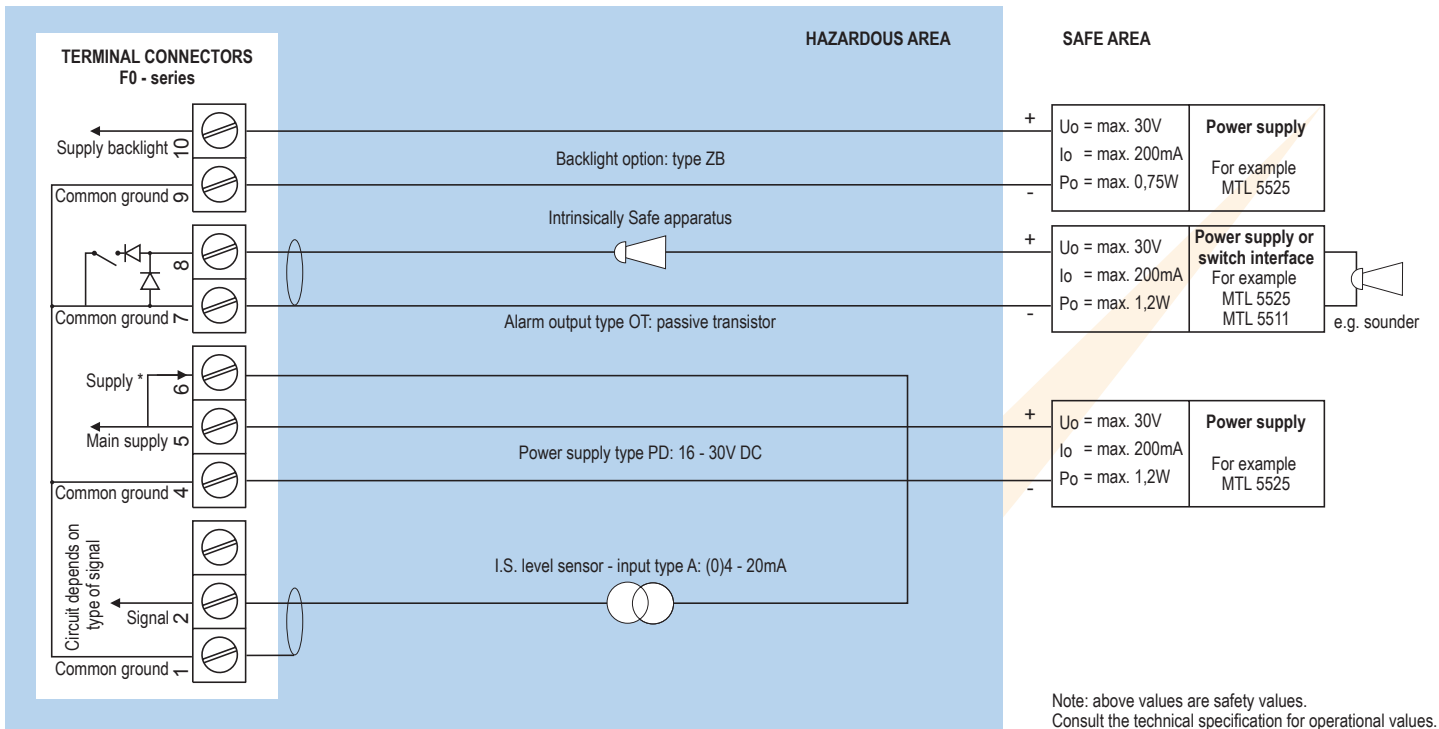 HAZARDOUS AREA
SAFE AREA
TERMINAL CONNECTORS
F0 - series
Supply backlight
10
Common ground
9
8
Common ground
7
Supply *
6
Main supply
5
Common ground
4
Circuit depends on
type of signal
Signal
2
Common ground
1
Backlight option: type ZB
Intrinsically Safe apparatus
Alarm output type OT: passive transistor
Power supply type PD: 16 - 30V DC
I.S. level sensor - input type A: (0)4 - 20mA
+
-
Uo = max. 30V
Io = max. 200mA
Po = max. 0,75W
Power supply
For example
MTL 5525
+
-
Uo = max. 30V
Io = max. 200mA
Po = max. 1,2W
Power supply or
switch interface
For example
MTL 5525
MTL 5511
e.g. sounder
+
-
Uo = max. 30V
Io = max. 200mA
Po = max. 1,2W
Power supply
For example
MTL 5525
Note: above values are safety values.
Consult the technical specification for operational values.